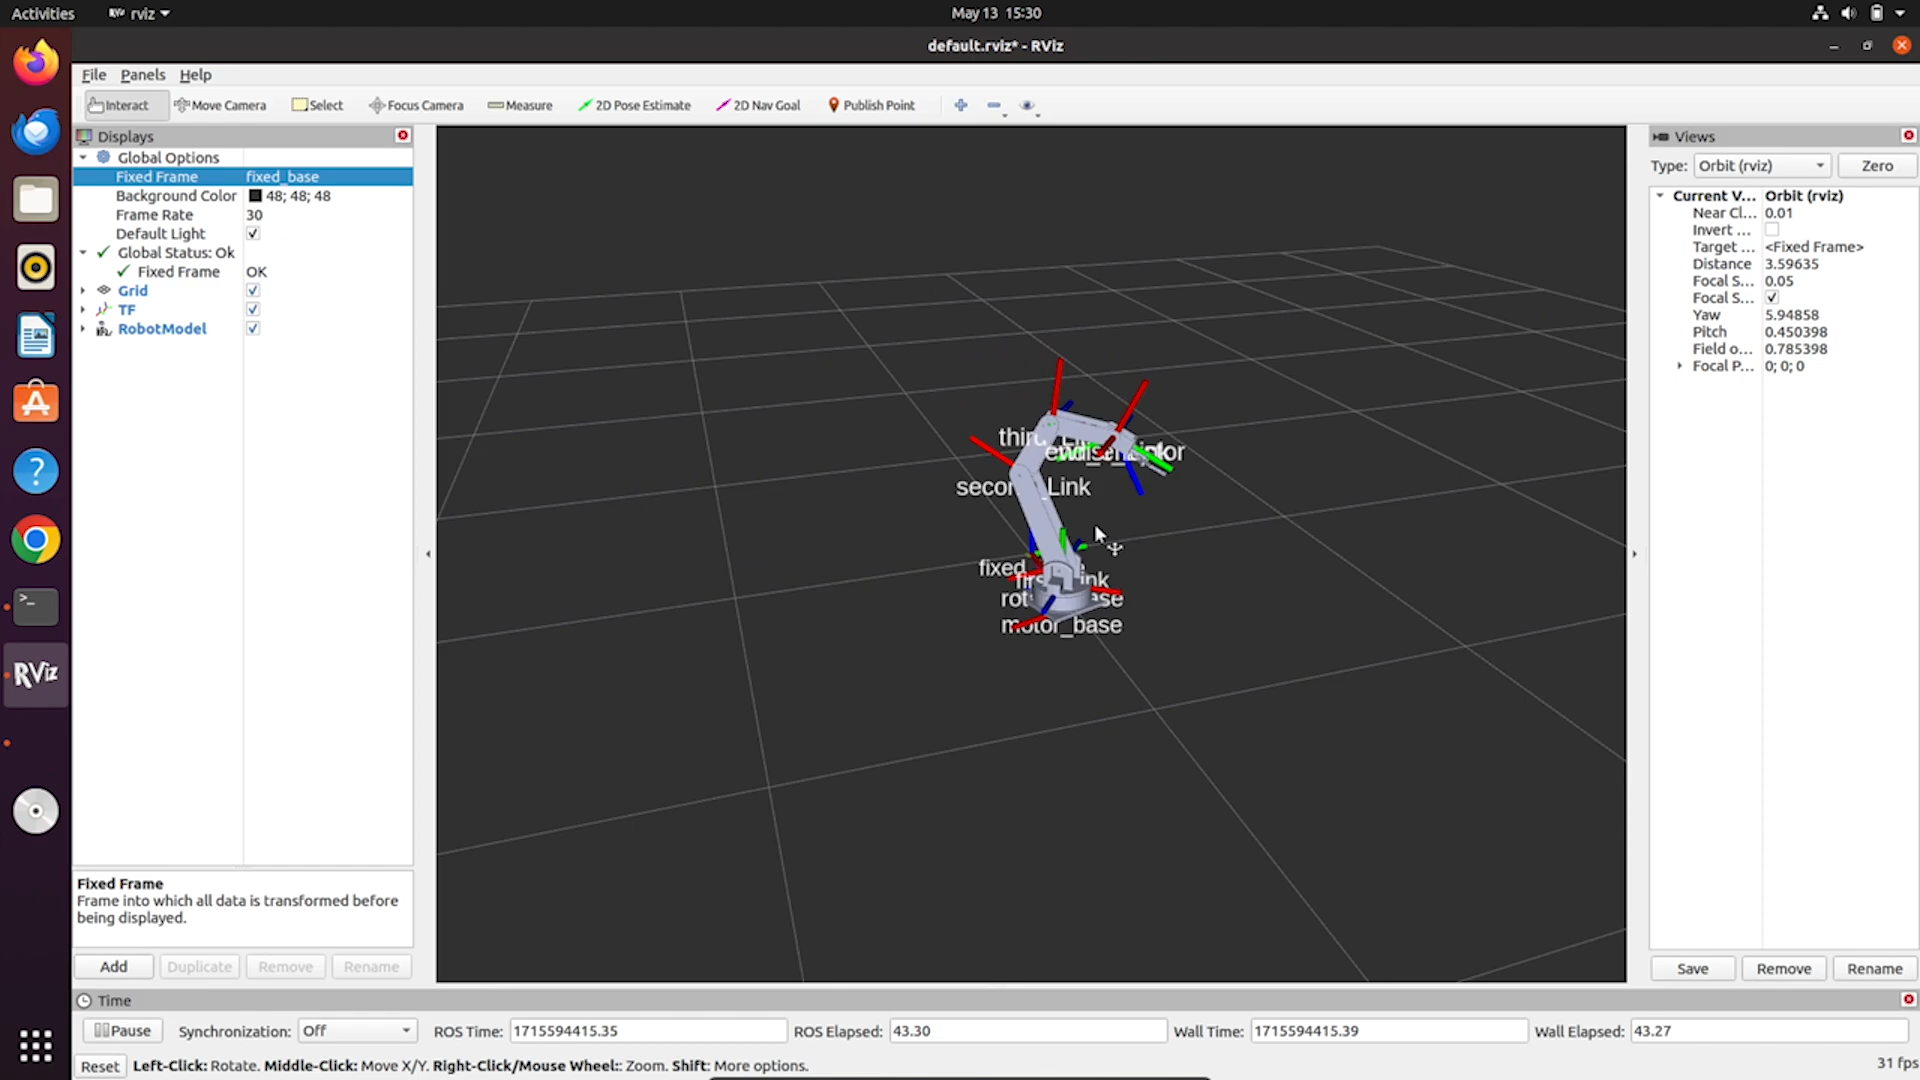 Activities
RViz rviz
May 13 15:30
default.rviz* - RViz
File Panels Help
Interact Move Camera Select Focus Camera Measure 2D Pose Estimate 2D Nav Goal Publish Point
Displays
Global Options
Fixed Frame fixed_base
Background Color 48; 48; 48
Frame Rate 30
Default Light
Global Status: Ok
Fixed Frame OK
Grid
TF
RobotModel
Fixed Frame
Frame into which all data is transformed before
being displayed.
Add Duplicate Remove Rename
Link
fixed
motor_base
Views
Type: Orbit (rviz) Zero
Current V... Orbit (rviz)
Near Cl... 0.01
Invert ...
Target ... <Fixed Frame>
Distance 3.59635
Focal S... 0.05
Focal S...
Yaw 5.94858
Pitch 0.450398
Field o... 0.785398
Focal P... 0; 0; 0
Save Remove Rename
RViz
Time
Pause Synchronization: Off ROS Time: 1715594415.35 ROS Elapsed: 43.30 Wall Time: 1715594415.39 Wall Elapsed: 43.27
Reset Left-Click: Rotate. Middle-Click: Move X/Y. Right-Click/Mouse Wheel:: Zoom. Shift: More options. 31 fps